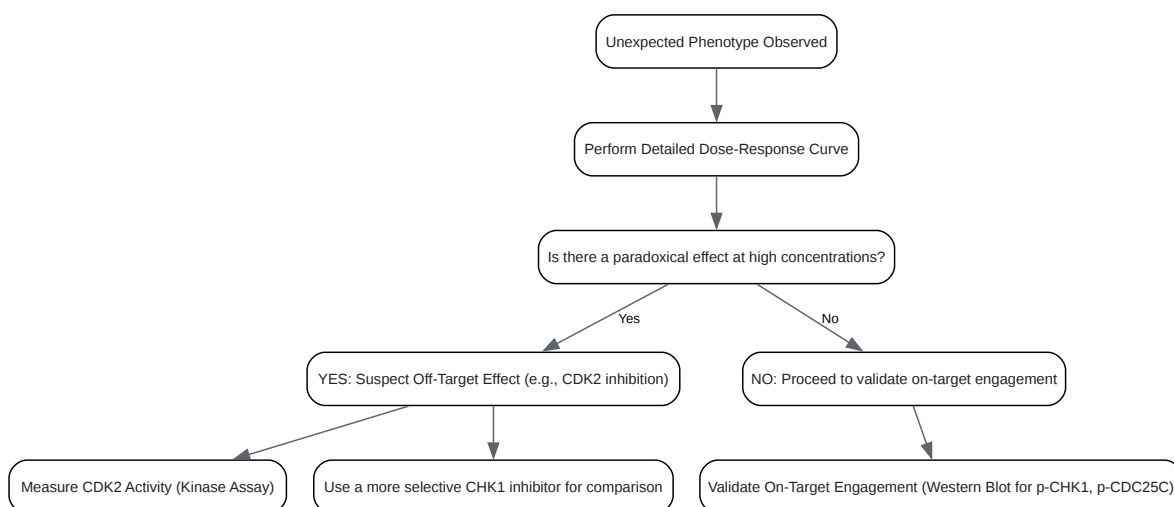 Unexpected Phenotype Observed
Perform Detailed Dose-Response Curve
Is there a paradoxical effect at high concentrations?
Yes
No
YES: Suspect Off-Target Effect (e.g., CDK2 inhibition)
NO: Proceed to validate on-target engagement
Measure CDK2 Activity (Kinase Assay)
Use a more selective CHK1 inhibitor for comparison
Validate On-Target Engagement (Western Blot for p-CHK1, p-CDC25C)